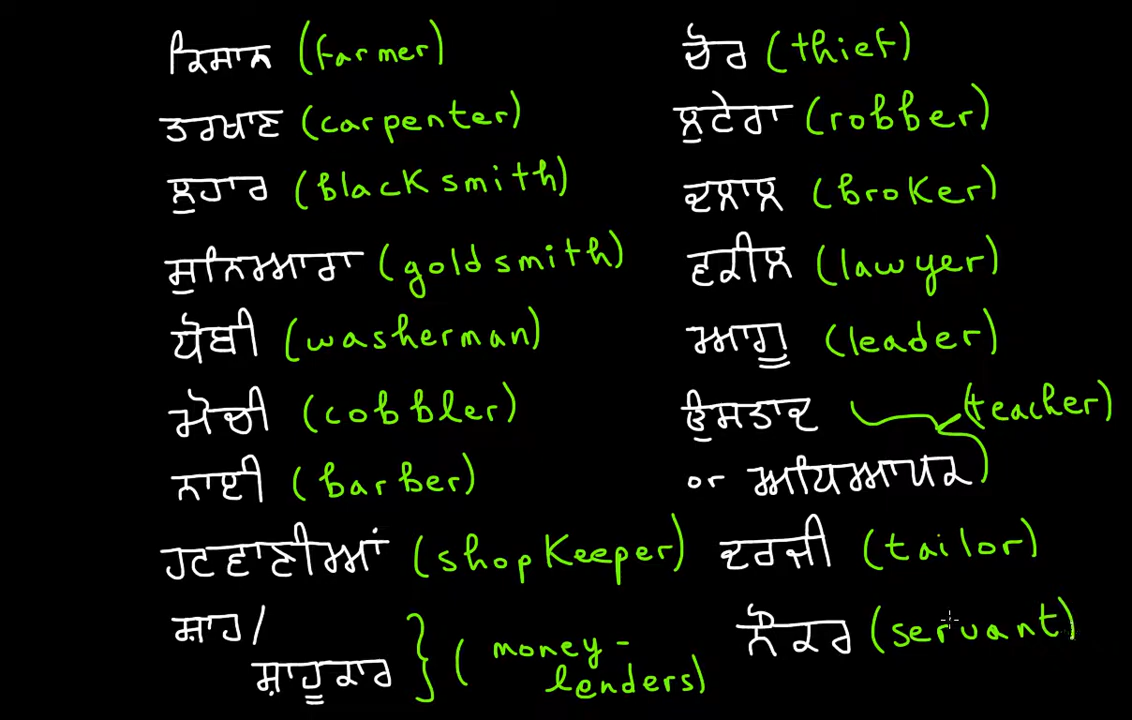 ਕਿਸਾਨ (farmer)
ਤਰਖਾਣ (carpenter)
ਲੁਹਾਰ (blacksmith)
ਸੁਨਿਆਰਾ (goldsmith)
ਧੋਬੀ (washerman)
ਮੋਚੀ (cobbler)
ਨਾਈ (barber)
ਹਟਵਾਣੀਆਂ (shopkeeper)
ਸ਼ਾਹ/
ਸ਼ਾਹੂਕਾਰ } (money-
lenders)
ਚੋਰ (thief)
ਲੁਟੇਰਾ (robber)
ਦਲਾਲ (broker)
ਵਕੀਲ (lawyer)
ਆਗੂ (leader)
ਉਸਤਾਦ (teacher)
or ਅਧਿਆਪਕ
ਦਰਜੀ (tailor)
ਨੌਕਰ (servant)